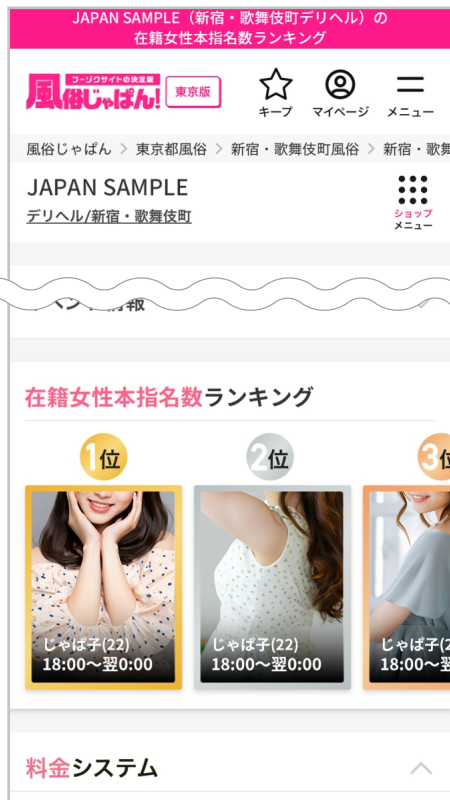 JAPAN SAMPLE（新宿・歌舞伎町デリヘル）の
在籍女性本指名数ランキング
フーゾクサイトの決定版
風俗じゃぱん!
東京版
キープ
マイページ
メニュー
風俗じゃぱん > 東京都風俗 > 新宿・歌舞伎町風俗 > 新宿・歌舞
JAPAN SAMPLE
デリヘル/新宿・歌舞伎町
ショップ
メニュー
在籍女性本指名数ランキング
1位
2位
3位
じゃぱ子(22)
18:00〜翌0:00
じゃぱ子(22)
18:00〜翌0:00
じゃぱ子(2
18:00〜翌
料金システム